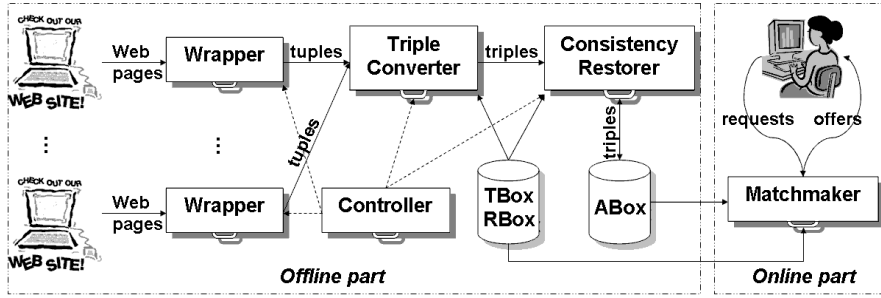 CHECK OUT OUR
WEB SITE!
Web
pages
Wrapper
tuples
Triple
Converter
triples
Consistency
Restorer
requests
offers
...
...
tuples
triples
CHECK OUT OUR
WEB SITE!
Web
pages
Wrapper
Controller
TBox
RBox
ABox
Matchmaker
Offline part
Online part